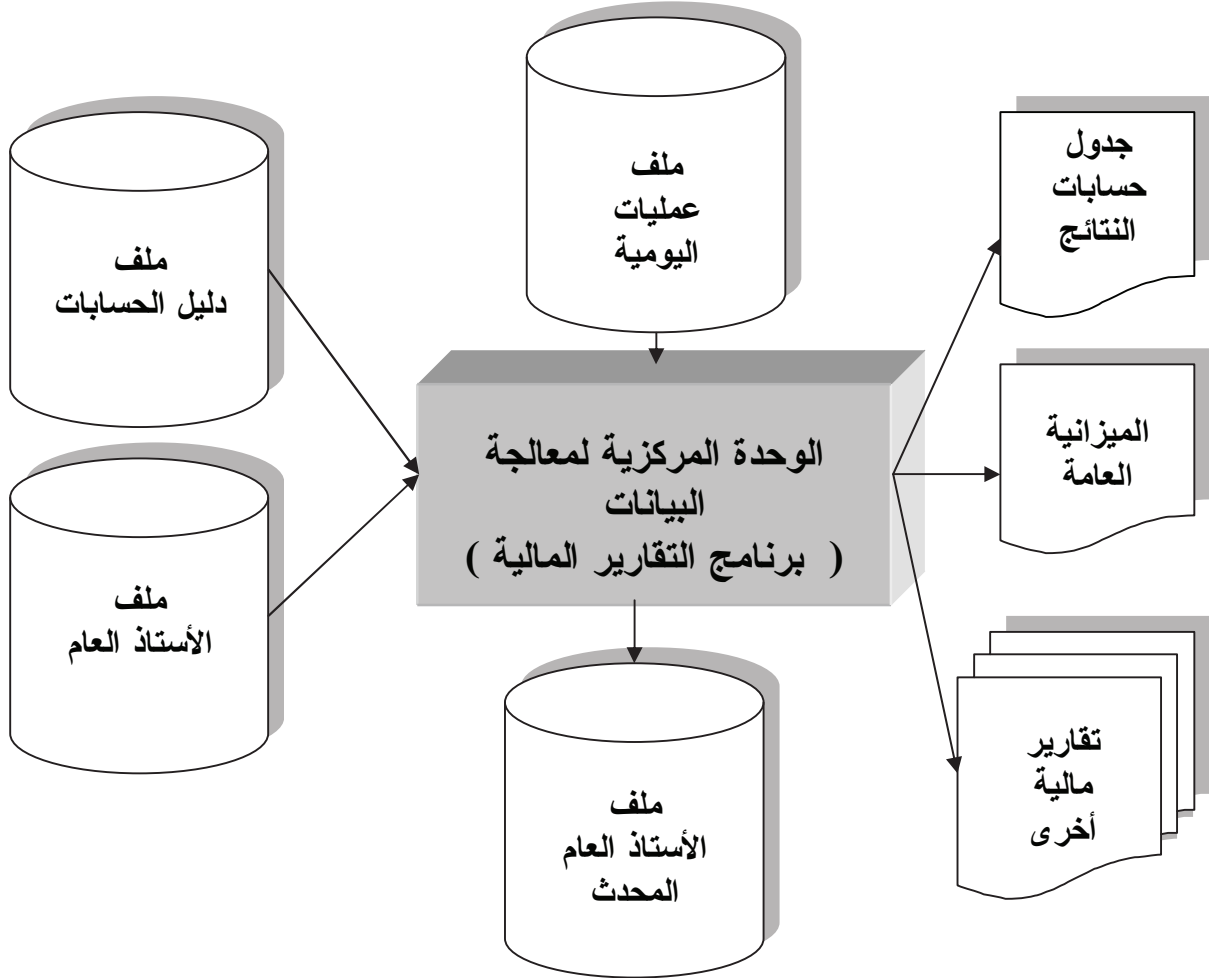 ملف
عمليات
اليومية
جدول
حسابات
النتائج
ملف
دليل الحسابات
الميزانية
العامة
الوحدة المركزية لمعالجة
البيانات
( برنامج التقارير المالية )
ملف
الأستاذ العام
تقارير
مالية
أخرى
ملف
الأستاذ العام
المحدث